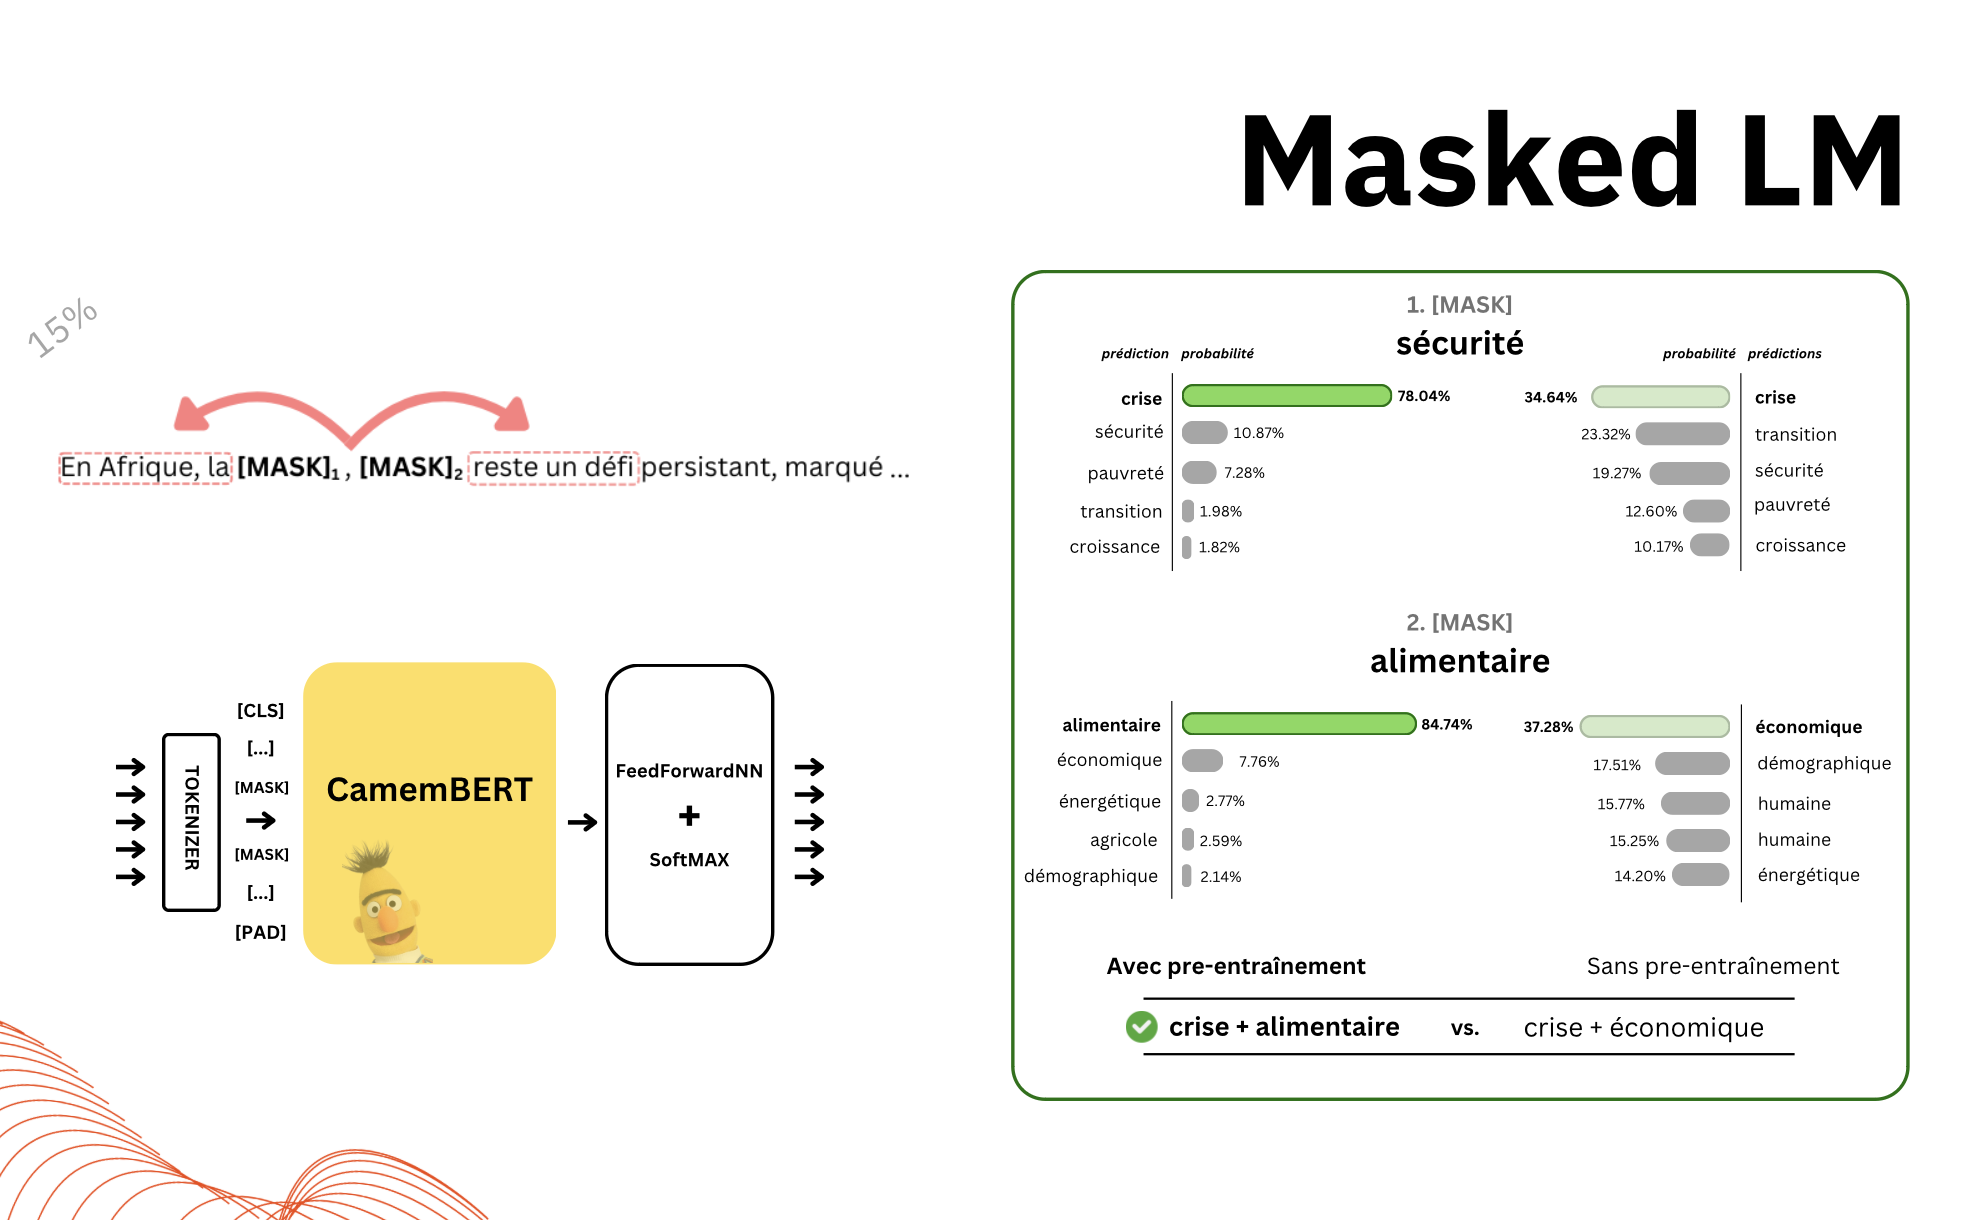 Masked LM
15%
En Afrique, la [MASK]1 , [MASK]2 reste un défi persistant, marqué ...
TOKENIZER
[CLS]
[...]
[MASK]
[MASK]
[...]
[PAD]
CamemBERT
FeedForwardNN
+
SoftMAX
1. [MASK]
sécurité
prédiction probabilité probabilité prédictions
crise 78.04% 34.64% crise
sécurité 10.87% 23.32% transition
pauvreté 7.28% 19.27% sécurité
transition 1.98% 12.60% pauvreté
croissance 1.82% 10.17% croissance
2. [MASK]
alimentaire
alimentaire 84.74% 37.28% économique
économique 7.76% 17.51% démographique
énergétique 2.77% 15.77% humaine
agricole 2.59% 15.25% humaine
démographique 2.14% 14.20% énergétique
Avec pre-entraînement Sans pre-entraînement
crise + alimentaire vs. crise + économique